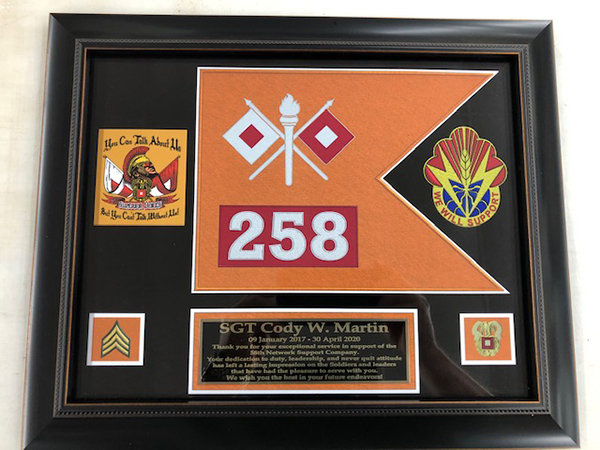 You Can Talk About Us
But You Can't Talk Without Us!
258
WE WILL SUPPORT
SGT Cody W. Martin
09 January 2017 - 30 April 2020
Thank you for your exceptional service in support of the
58th Network Support Company.
Your dedication to duty, leadership, and never quit attitude
has left a lasting impression on the Soldiers and leaders
that have had the pleasure to serve with you.
We wish you the best in your future endeavors!